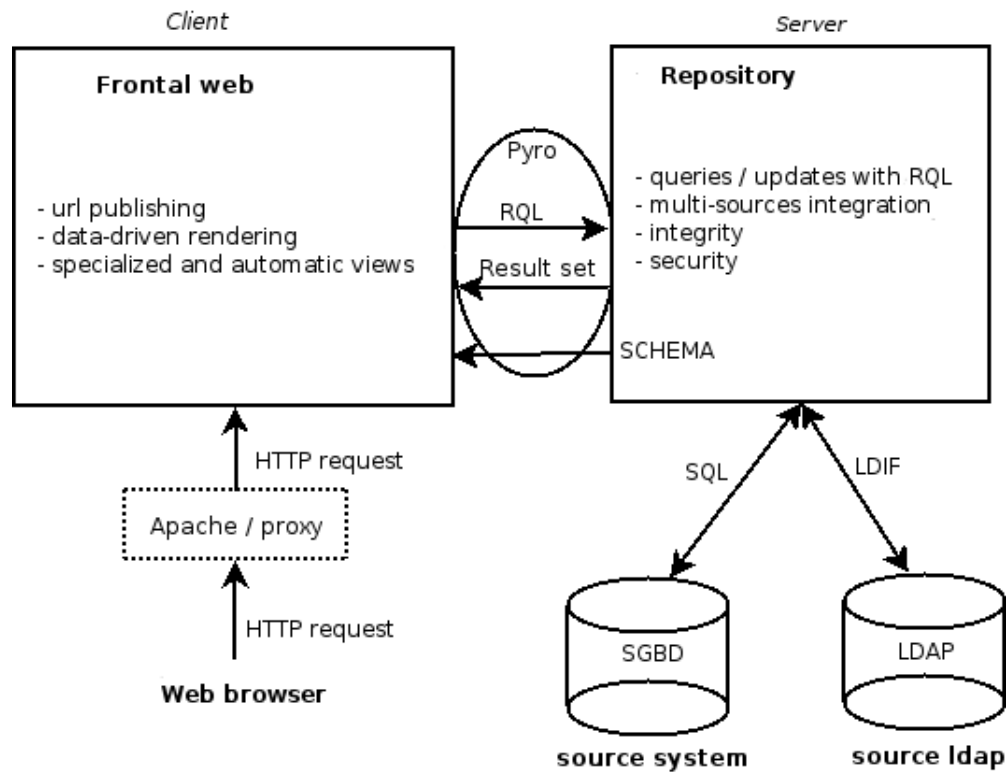 Client
Server
Frontal web
Repository
- url publishing
- data-driven rendering
- specialized and automatic views
Pyro
RQL
Result set
SCHEMA
- queries / updates with RQL
- multi-sources integration
- integrity
- security
HTTP request
Apache / proxy
HTTP request
Web browser
SQL
LDIF
SGBD
LDAP
source system
source ldap